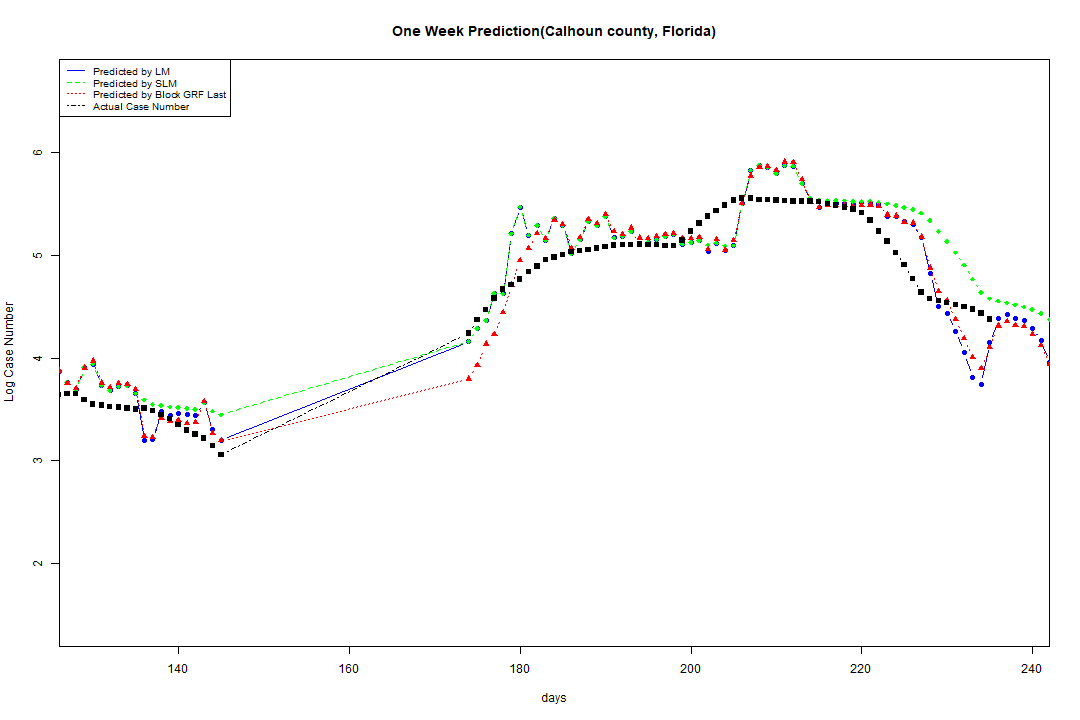 One Week Prediction(Calhoun county, Florida)
Predicted by LM
Predicted by SLM
Predicted by Block GRF Last
Actual Case Number
Log Case Number
6
5
4
3
2
140 160 180 200 220 240
days